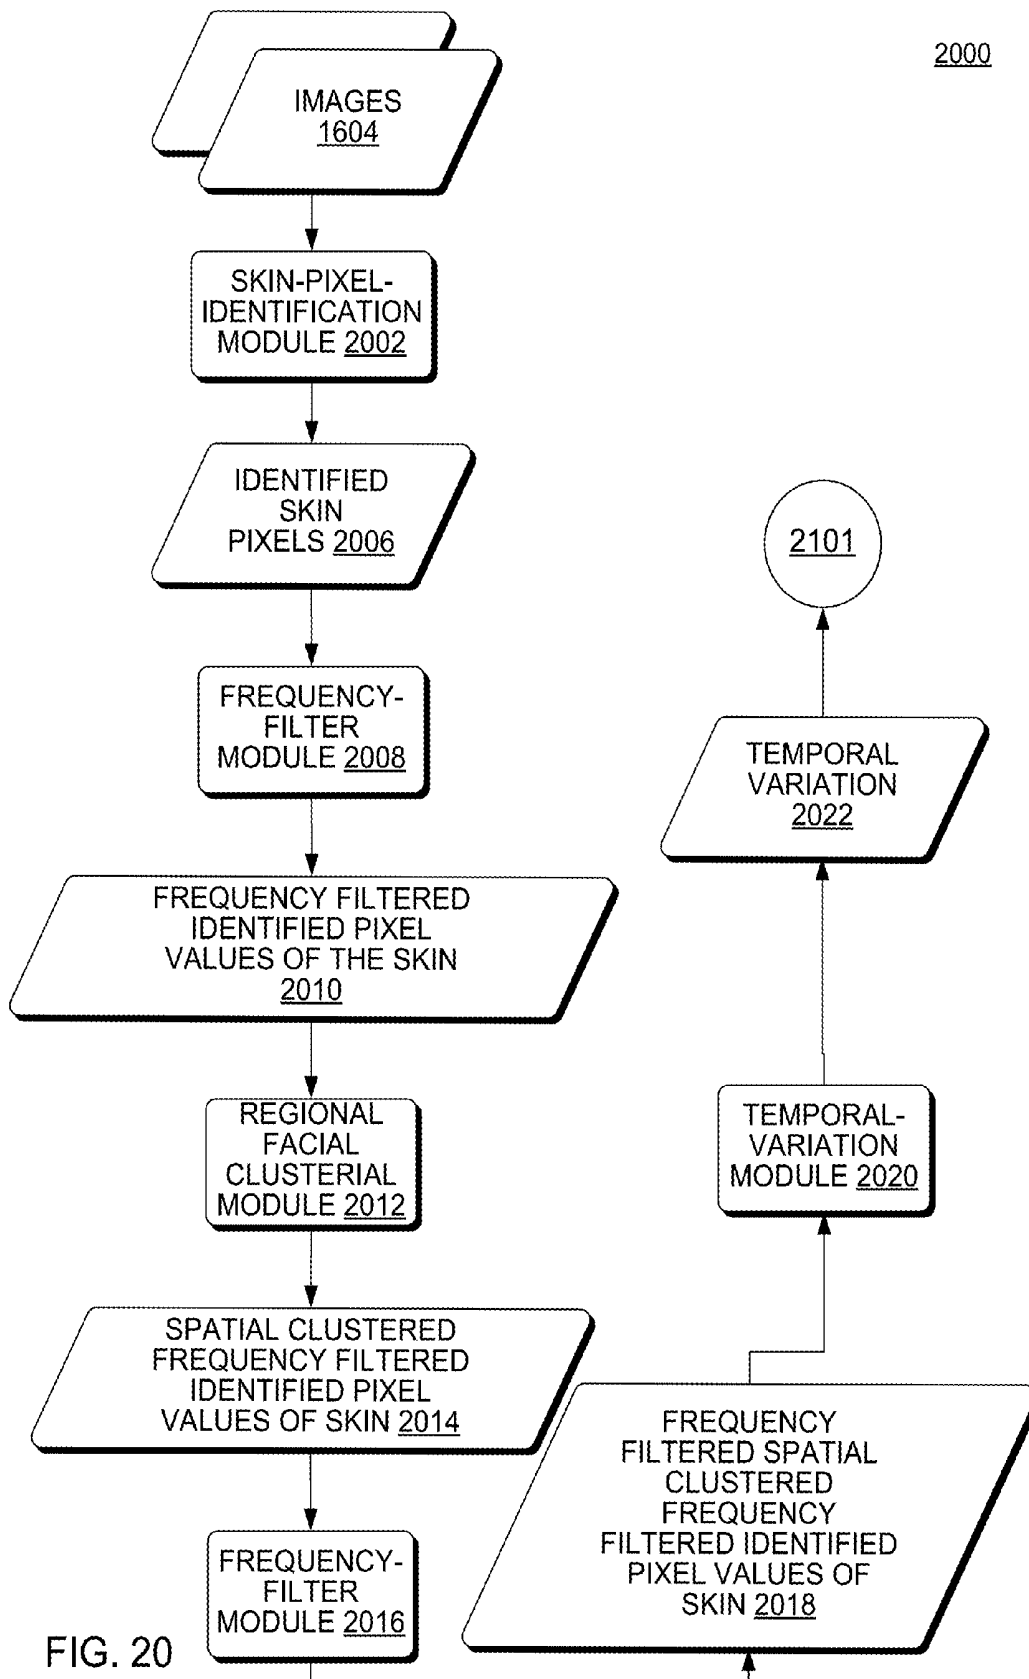 2000
IMAGES
1604
SKIN-PIXEL-
IDENTIFICATION
MODULE 2002
IDENTIFIED
SKIN
PIXELS 2006
FREQUENCY-
FILTER
MODULE 2008
FREQUENCY FILTERED
IDENTIFIED PIXEL
VALUES OF THE SKIN
2010
REGIONAL
FACIAL
CLUSTERIAL
MODULE 2012
SPATIAL CLUSTERED
FREQUENCY FILTERED
IDENTIFIED PIXEL
VALUES OF SKIN 2014
FREQUENCY-
FILTER
MODULE 2016
FREQUENCY
FILTERED SPATIAL
CLUSTERED
FREQUENCY
FILTERED IDENTIFIED
PIXEL VALUES OF
SKIN 2018
TEMPORAL-
VARIATION
MODULE 2020
TEMPORAL
VARIATION
2022
2101
FIG. 20